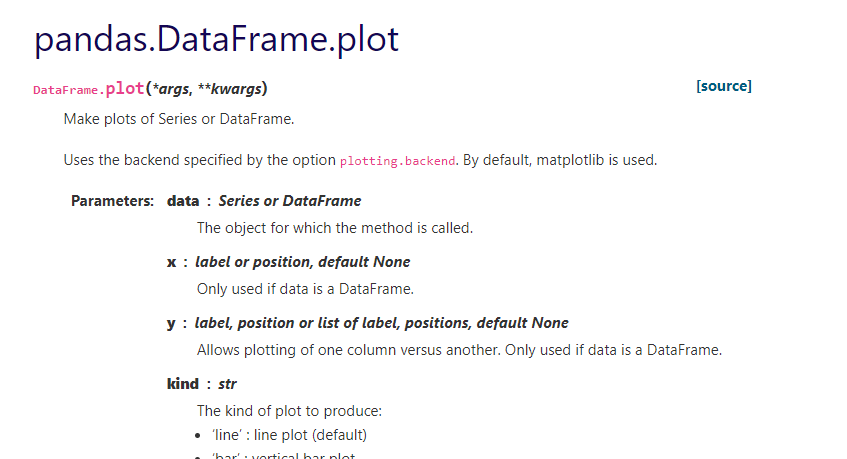 pandas.DataFrame.plot
DataFrame.plot(*args, **kwargs) [source]
Make plots of Series or DataFrame.
Uses the backend specified by the option plotting.backend. By default, matplotlib is used.
Parameters: data : Series or DataFrame
The object for which the method is called.
x : label or position, default None
Only used if data is a DataFrame.
y : label, position or list of label, positions, default None
Allows plotting of one column versus another. Only used if data is a DataFrame.
kind : str
The kind of plot to produce:
• ‘line’ : line plot (default)
• ‘bar’ : vertical bar plot